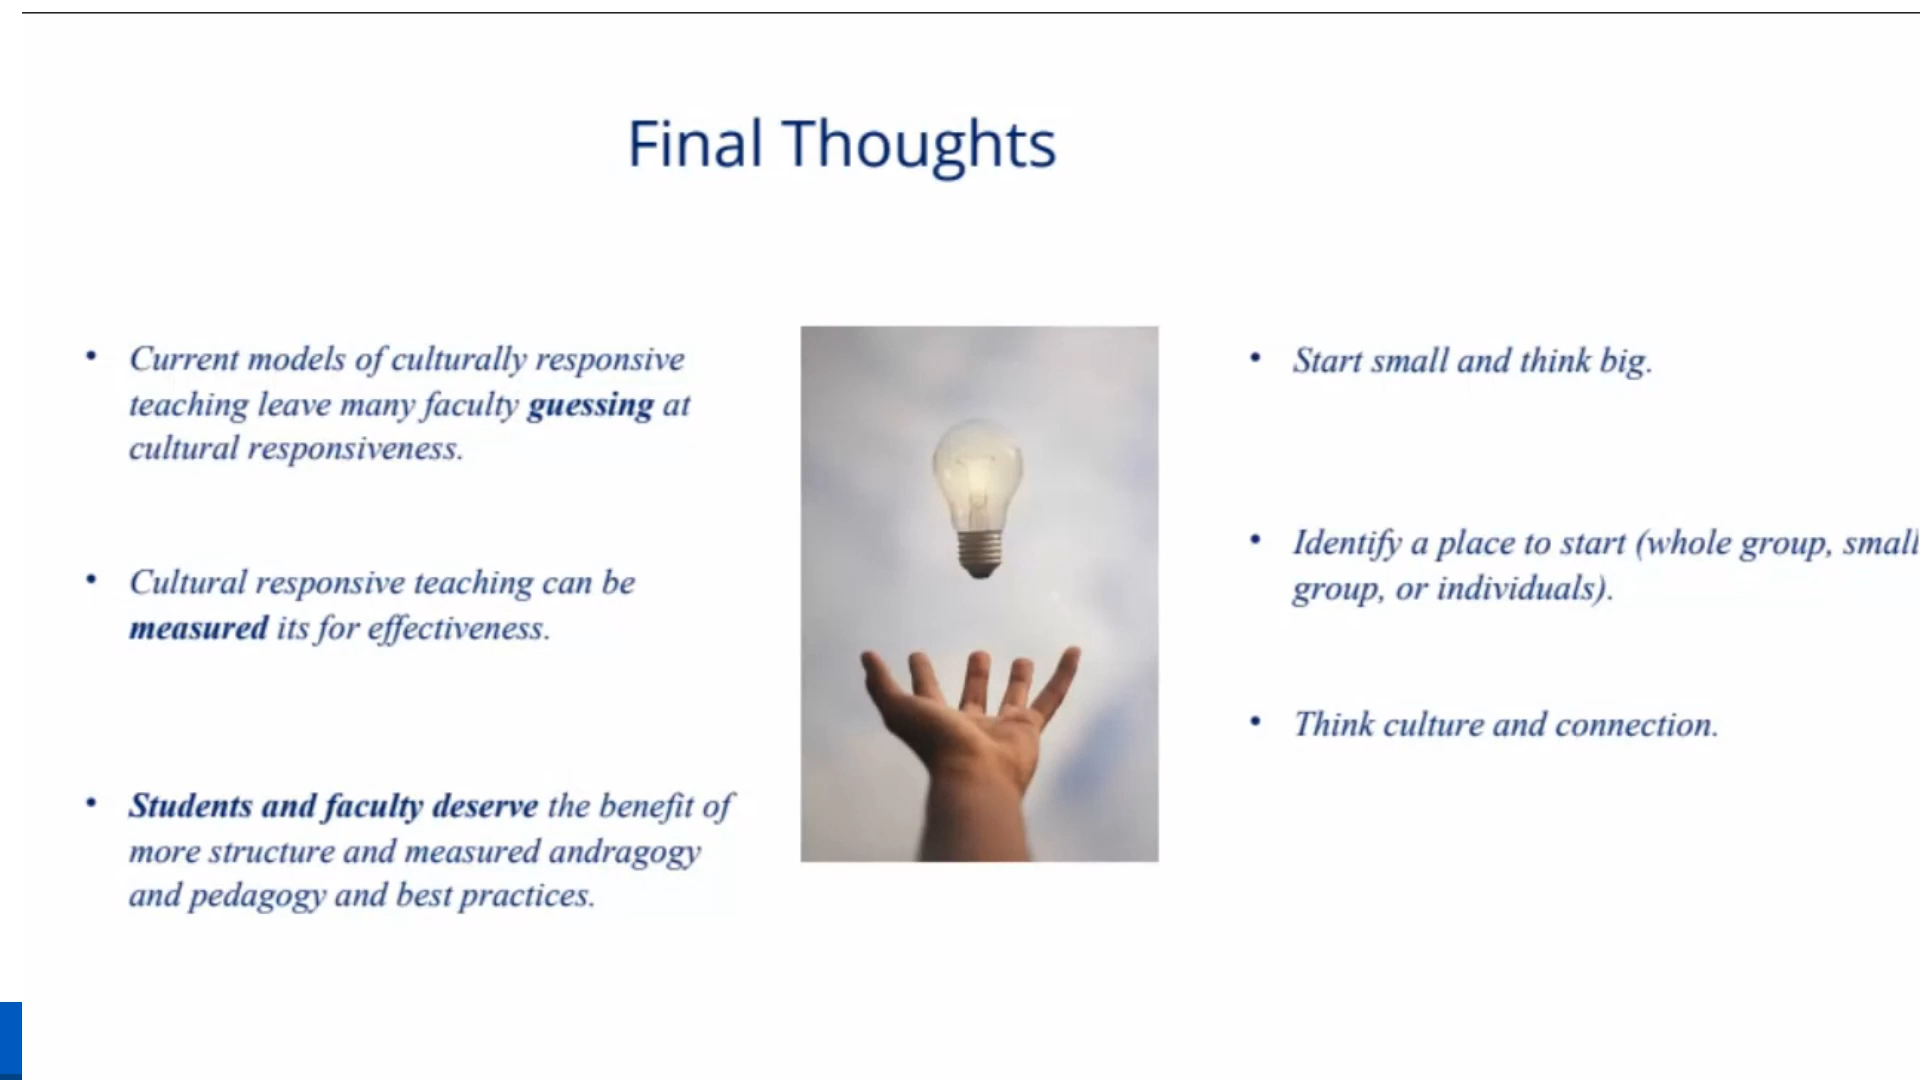 Final Thoughts
• Current models of culturally responsive
teaching leave many faculty guessing at
cultural responsiveness.
• Cultural responsive teaching can be
measured its for effectiveness.
• Students and faculty deserve the benefit of
more structure and measured andragogy
and pedagogy and best practices.
• Start small and think big.
• Identify a place to start (whole group, small
group, or individuals).
• Think culture and connection.